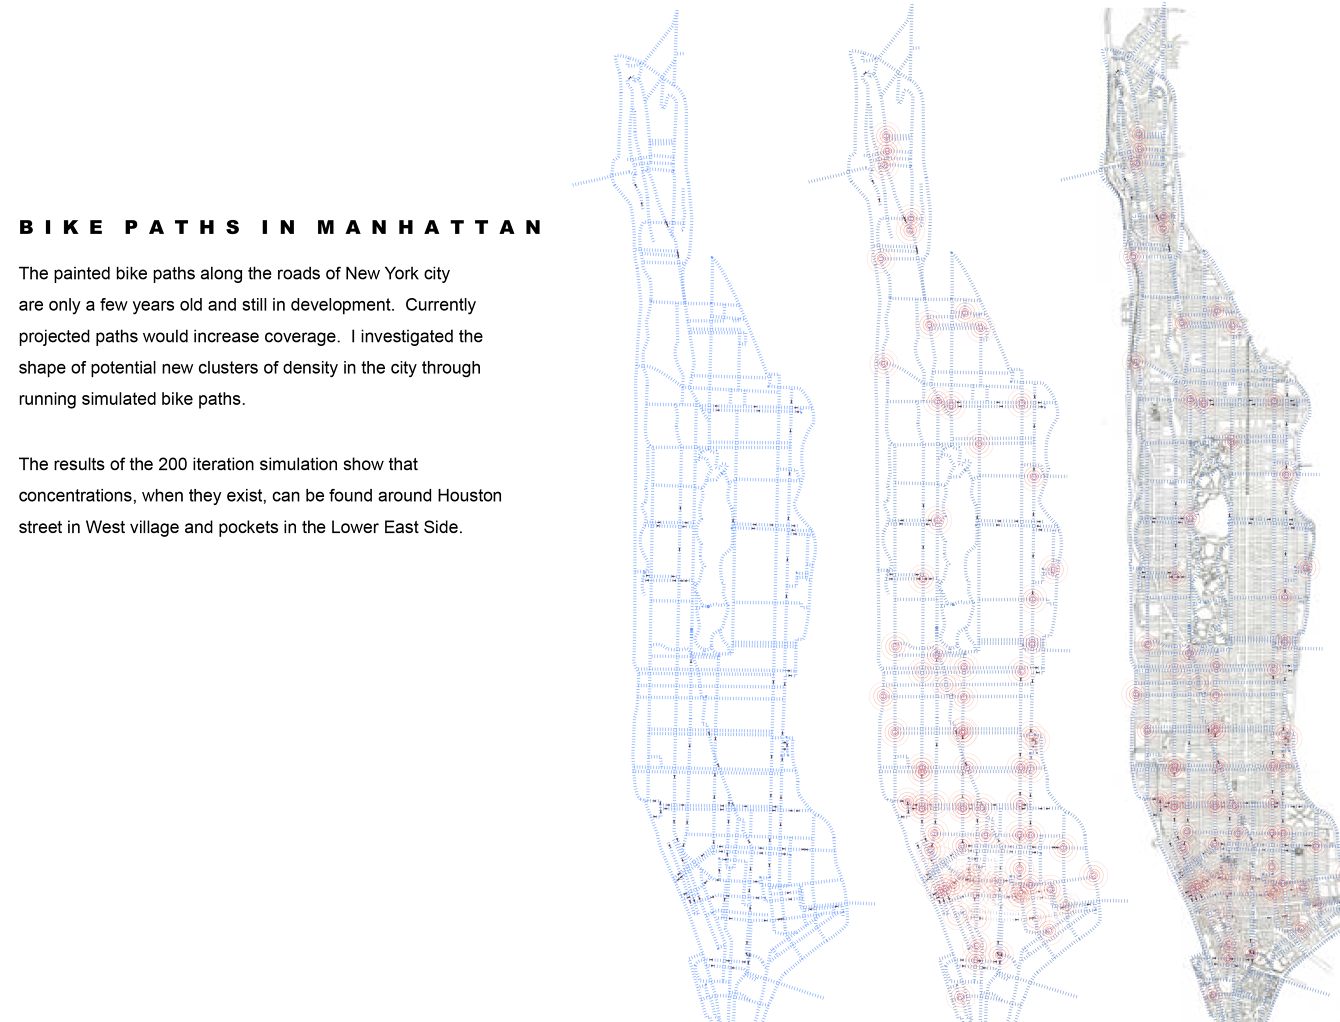 BIKE PATHS IN MANHATTAN
The painted bike paths along the roads of New York city
are only a few years old and still in development.  Currently
projected paths would increase coverage.  I investigated the
shape of potential new clusters of density in the city through
running simulated bike paths.
The results of the 200 iteration simulation show that
concentrations, when they exist, can be found around Houston
street in West village and pockets in the Lower East Side.